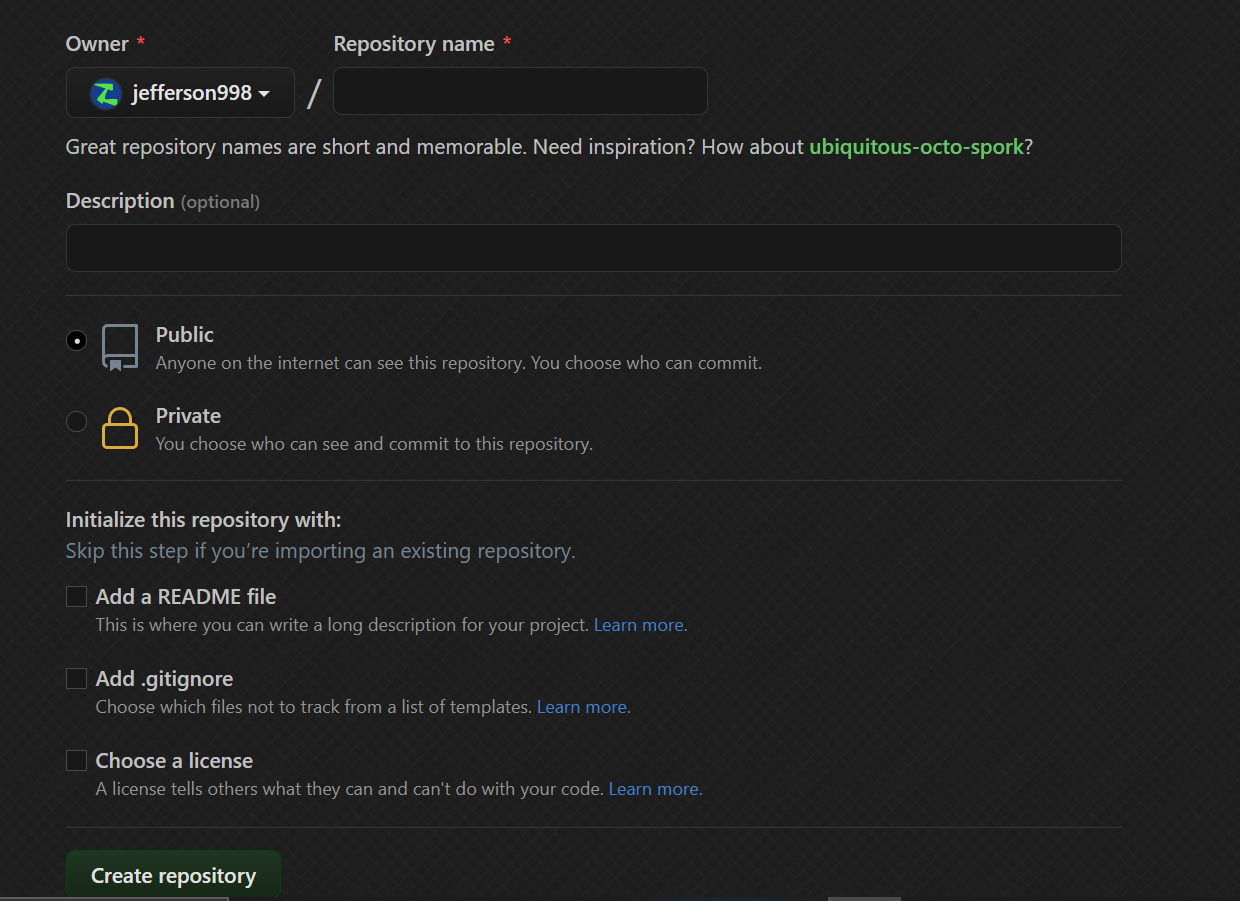 Owner * Repository name *
jefferson998 / 
Great repository names are short and memorable. Need inspiration? How about ubiquitous-octo-spork?
Description (optional)
Public
Anyone on the internet can see this repository. You choose who can commit.
Private
You choose who can see and commit to this repository.
Initialize this repository with:
Skip this step if you’re importing an existing repository.
Add a README file
This is where you can write a long description for your project. Learn more.
Add .gitignore
Choose which files not to track from a list of templates. Learn more.
Choose a license
A license tells others what they can and can't do with your code. Learn more.
Create repository